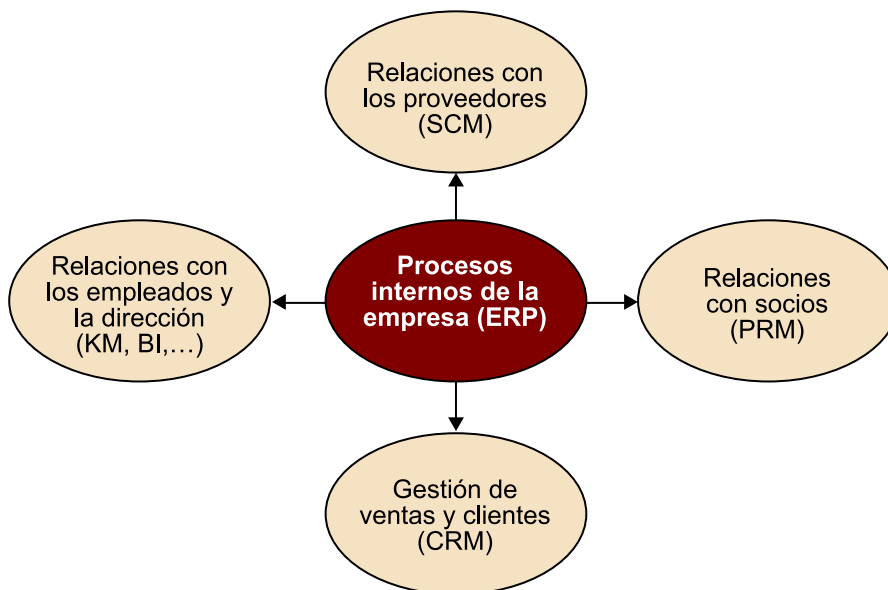 Relaciones con
los proveedores
(SCM)
Relaciones con
los empleados y
la dirección
(KM, BI,…)
Procesos
internos de la
empresa (ERP)
Relaciones
con socios
(PRM)
Gestión de
ventas y clientes
(CRM)